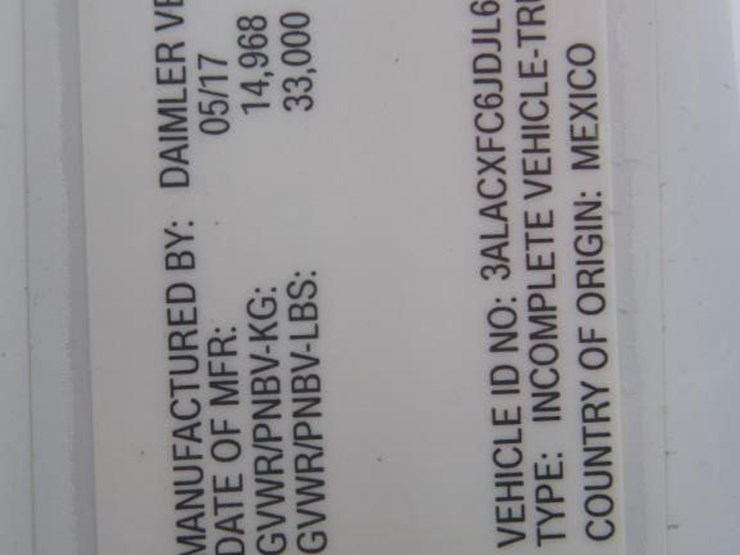 MANUFACTURED BY: DAIMLER VE
DATE OF MFR: 05/17
GVWR/PNBV-KG: 14,968
GVWR/PNBV-LBS: 33,000
VEHICLE ID NO: 3ALACXFC6JDJL6
TYPE: INCOMPLETE VEHICLE-TRU
COUNTRY OF ORIGIN: MEXICO